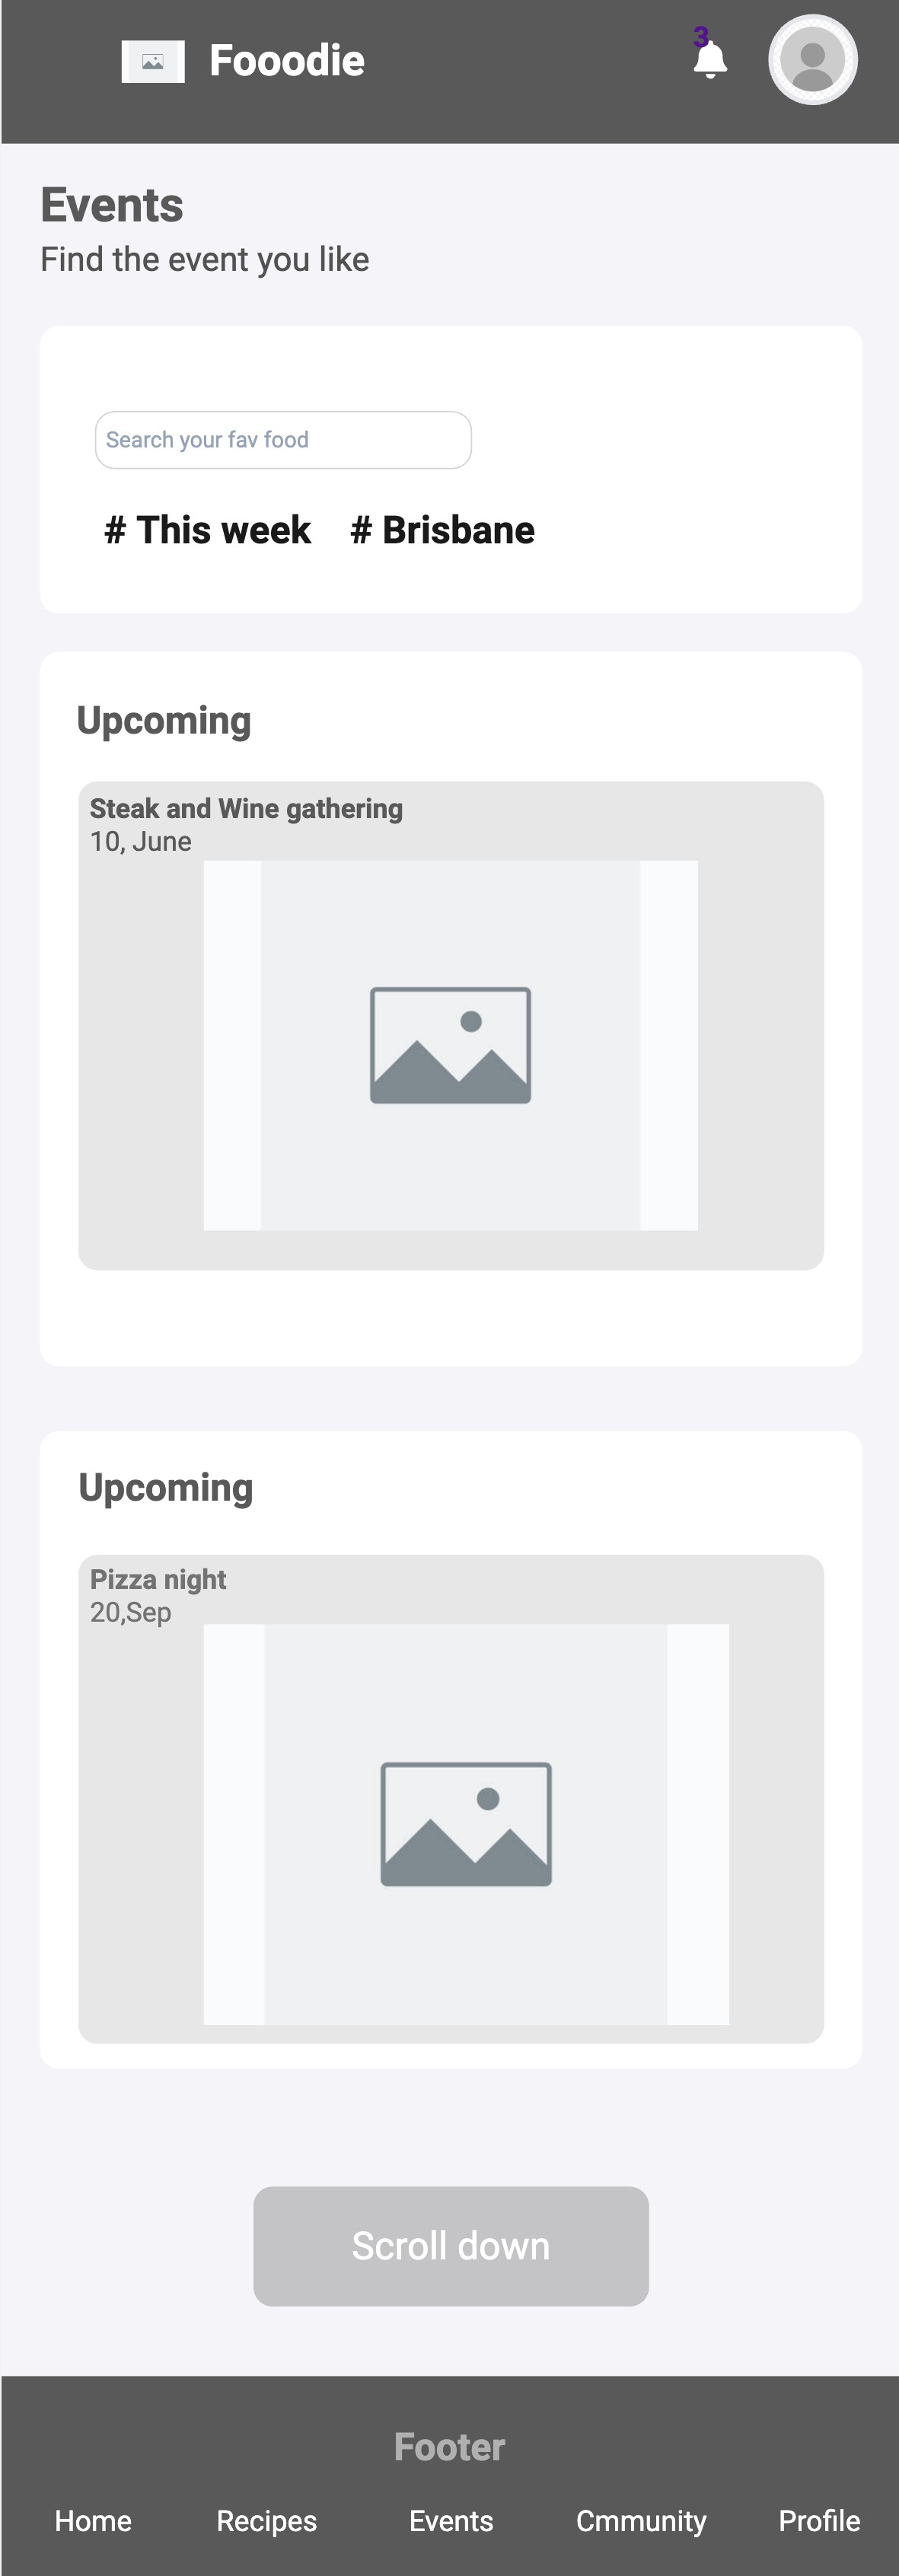 Fooodie
3
Events
Find the event you like
Search your fav food
# This week # Brisbane
Upcoming
Steak and Wine gathering
10, June
Upcoming
Pizza night
20,Sep
Scroll down
Footer
Home Recipes Events Cmmunity Profile